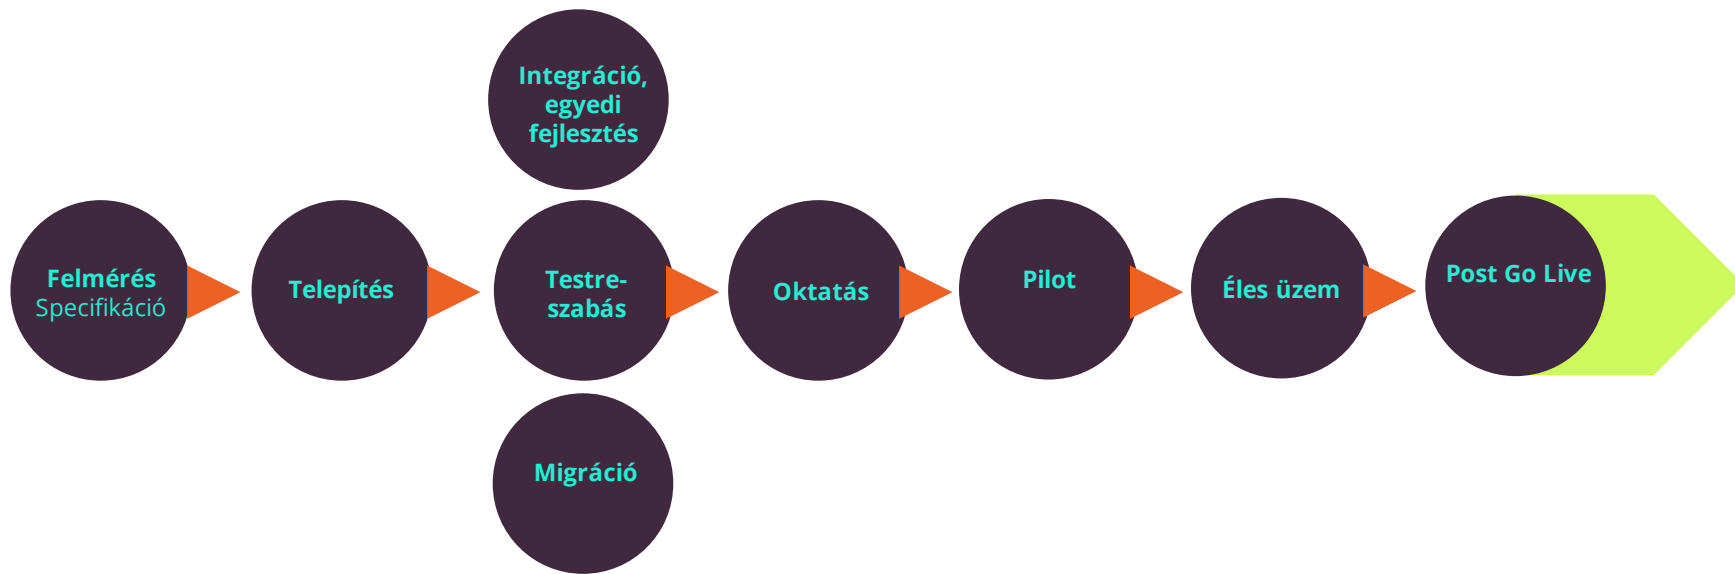 Integráció,
egyedi
fejlesztés
Felmérés
Specifikáció
Telepítés
Testre-
szabás
Oktatás
Pilot
Éles üzem
Post Go Live
Migráció